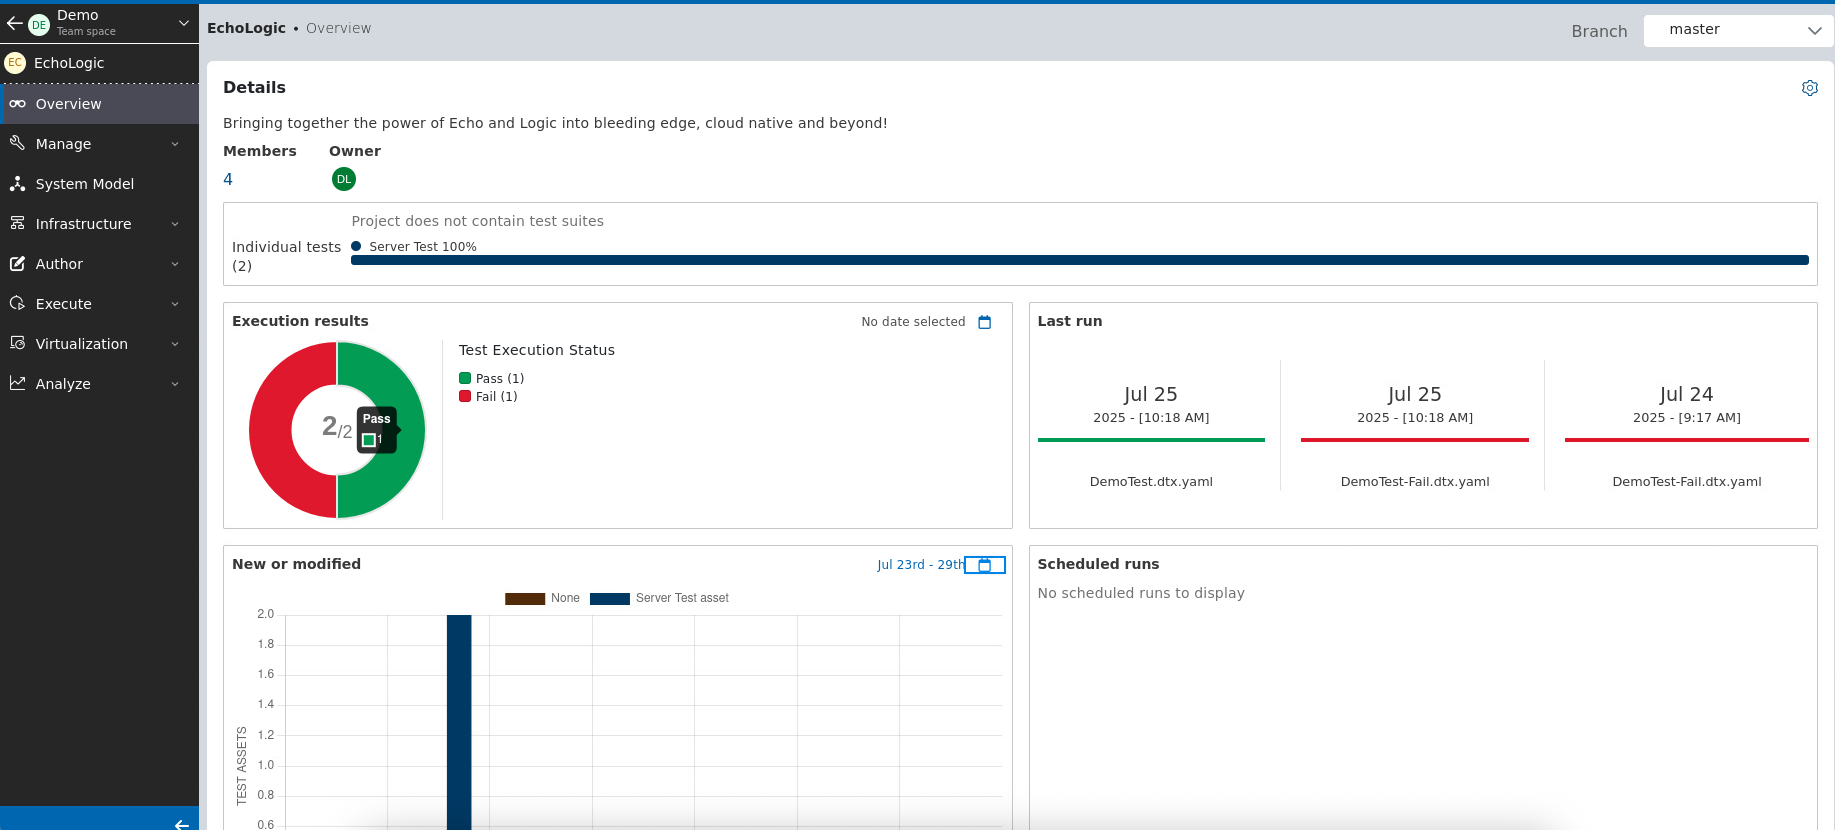 DE
Demo
Team space
EC
EchoLogic
Overview
Manage
System Model
Infrastructure
Author
Execute
Virtualization
Analyze
EchoLogic • Overview
Branch
master
Details
Bringing together the power of Echo and Logic into bleeding edge, cloud native and beyond!
Members
Owner
4
DL
Project does not contain test suites
Individual tests
(2)
Server Test 100%
Execution results
No date selected
2/2
Pass
1
Test Execution Status
Pass (1)
Fail (1)
Last run
Jul 25
2025 - [10:18 AM]
DemoTest.dtx.yaml
Jul 25
2025 - [10:18 AM]
DemoTest-Fail.dtx.yaml
Jul 24
2025 - [9:17 AM]
DemoTest-Fail.dtx.yaml
New or modified
Jul 23rd - 29th
None
Server Test asset
2.0
1.8
1.6
1.4
1.2
1.0
0.8
0.6
TEST ASSETS
Scheduled runs
No scheduled runs to display